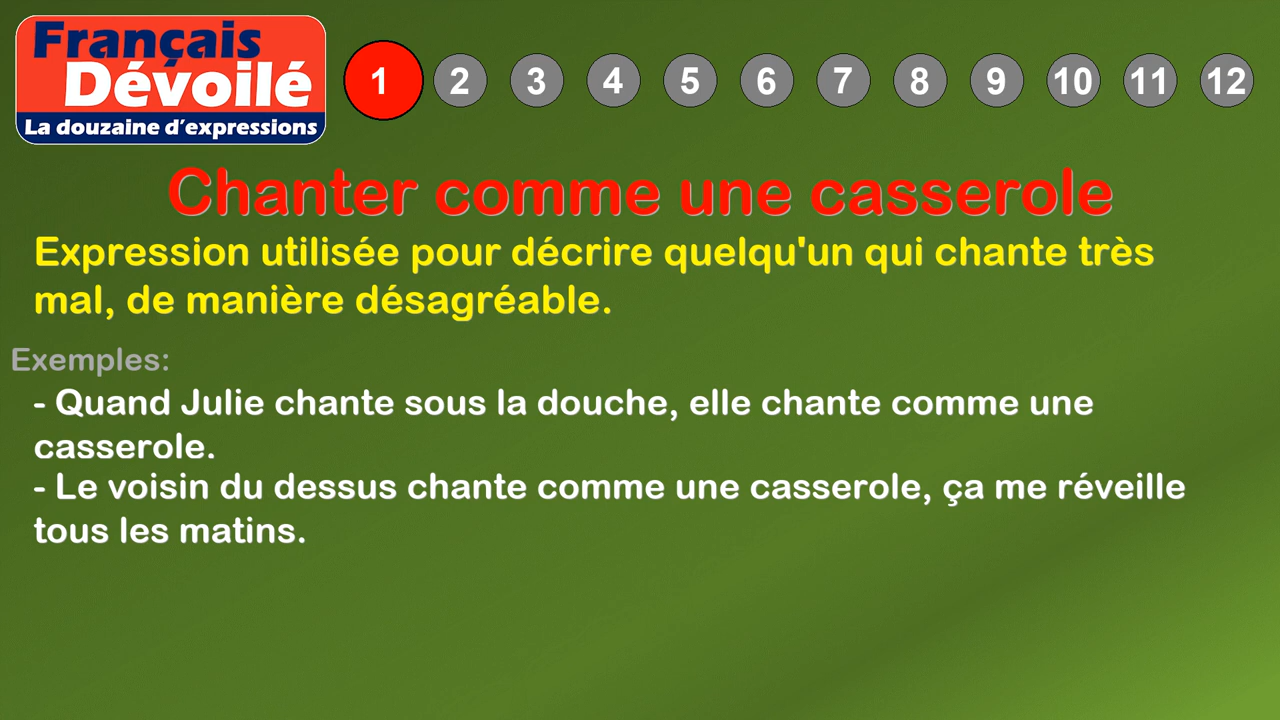 Français
Dévoilé
La douzaine d'expressions
1 2 3 4 5 6 7 8 9 10 11 12
Chanter comme une casserole
Expression utilisée pour décrire quelqu'un qui chante très
mal, de manière désagréable.
Exemples:
- Quand Julie chante sous la douche, elle chante comme une
casserole.
- Le voisin du dessus chante comme une casserole, ça me réveille
tous les matins.